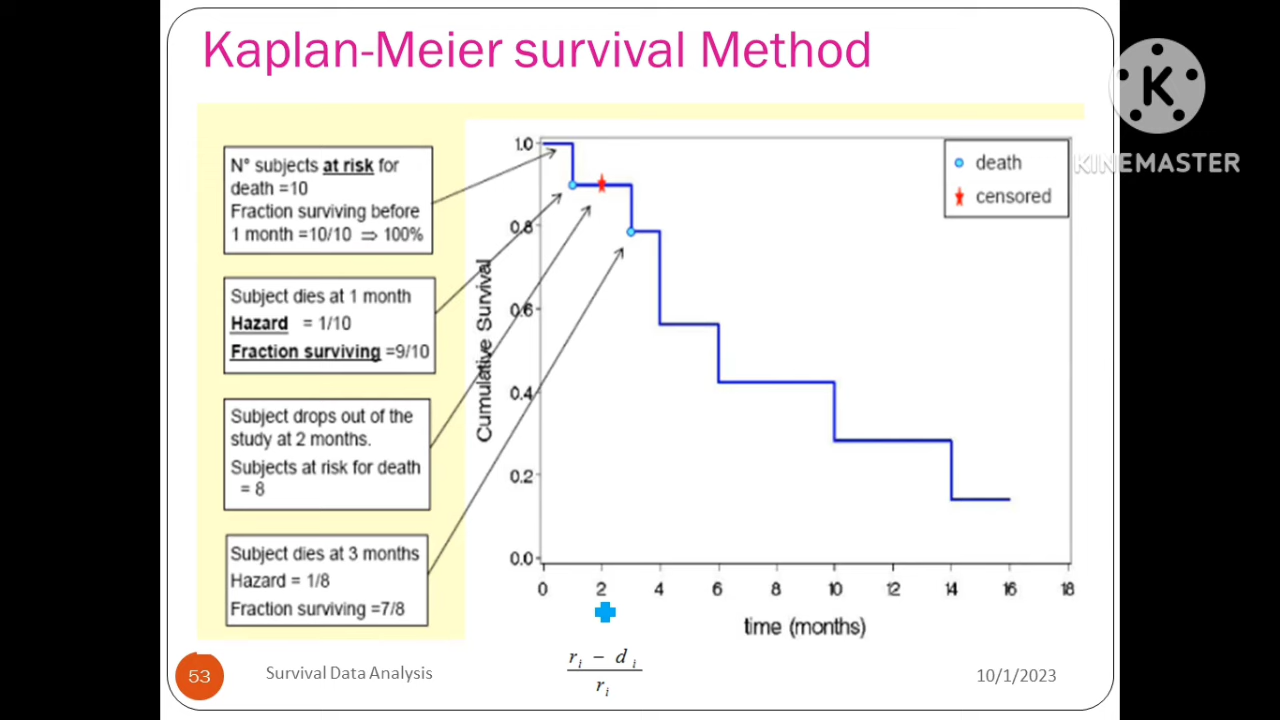 Kaplan-Meier survival Method
K
KINEMASTER
N° subjects at risk for
death =10
Fraction surviving before
1 month =10/10 ⇒ 100%
Subject dies at 1 month
Hazard = 1/10
Fraction surviving =9/10
Subject drops out of the
study at 2 months.
Subjects at risk for death
= 8
Subject dies at 3 months
Hazard = 1/8
Fraction surviving =7/8
death
censored
Cumulative Survival
1.0
0.8
0.6
0.4
0.2
0.0
0 2 4 6 8 10 12 14 16 18
time (months)
r_i − d_i
r_i
53
Survival Data Analysis
10/1/2023